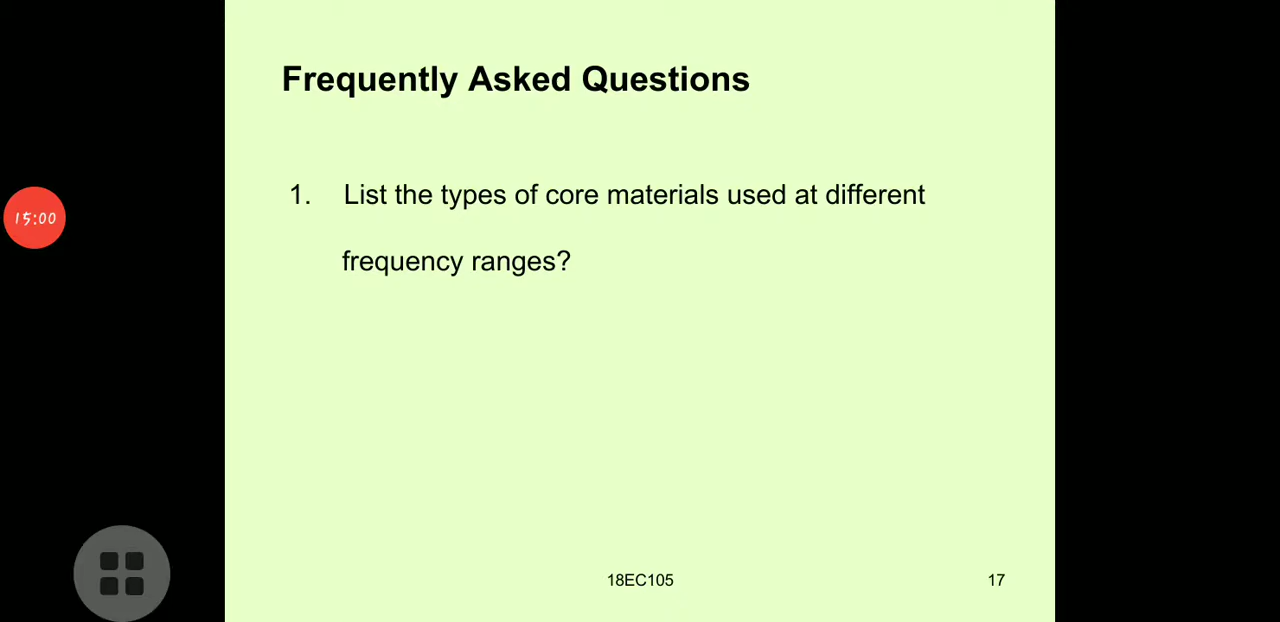 Frequently Asked Questions
15:00
1. List the types of core materials used at different
frequency ranges?
18EC105
17